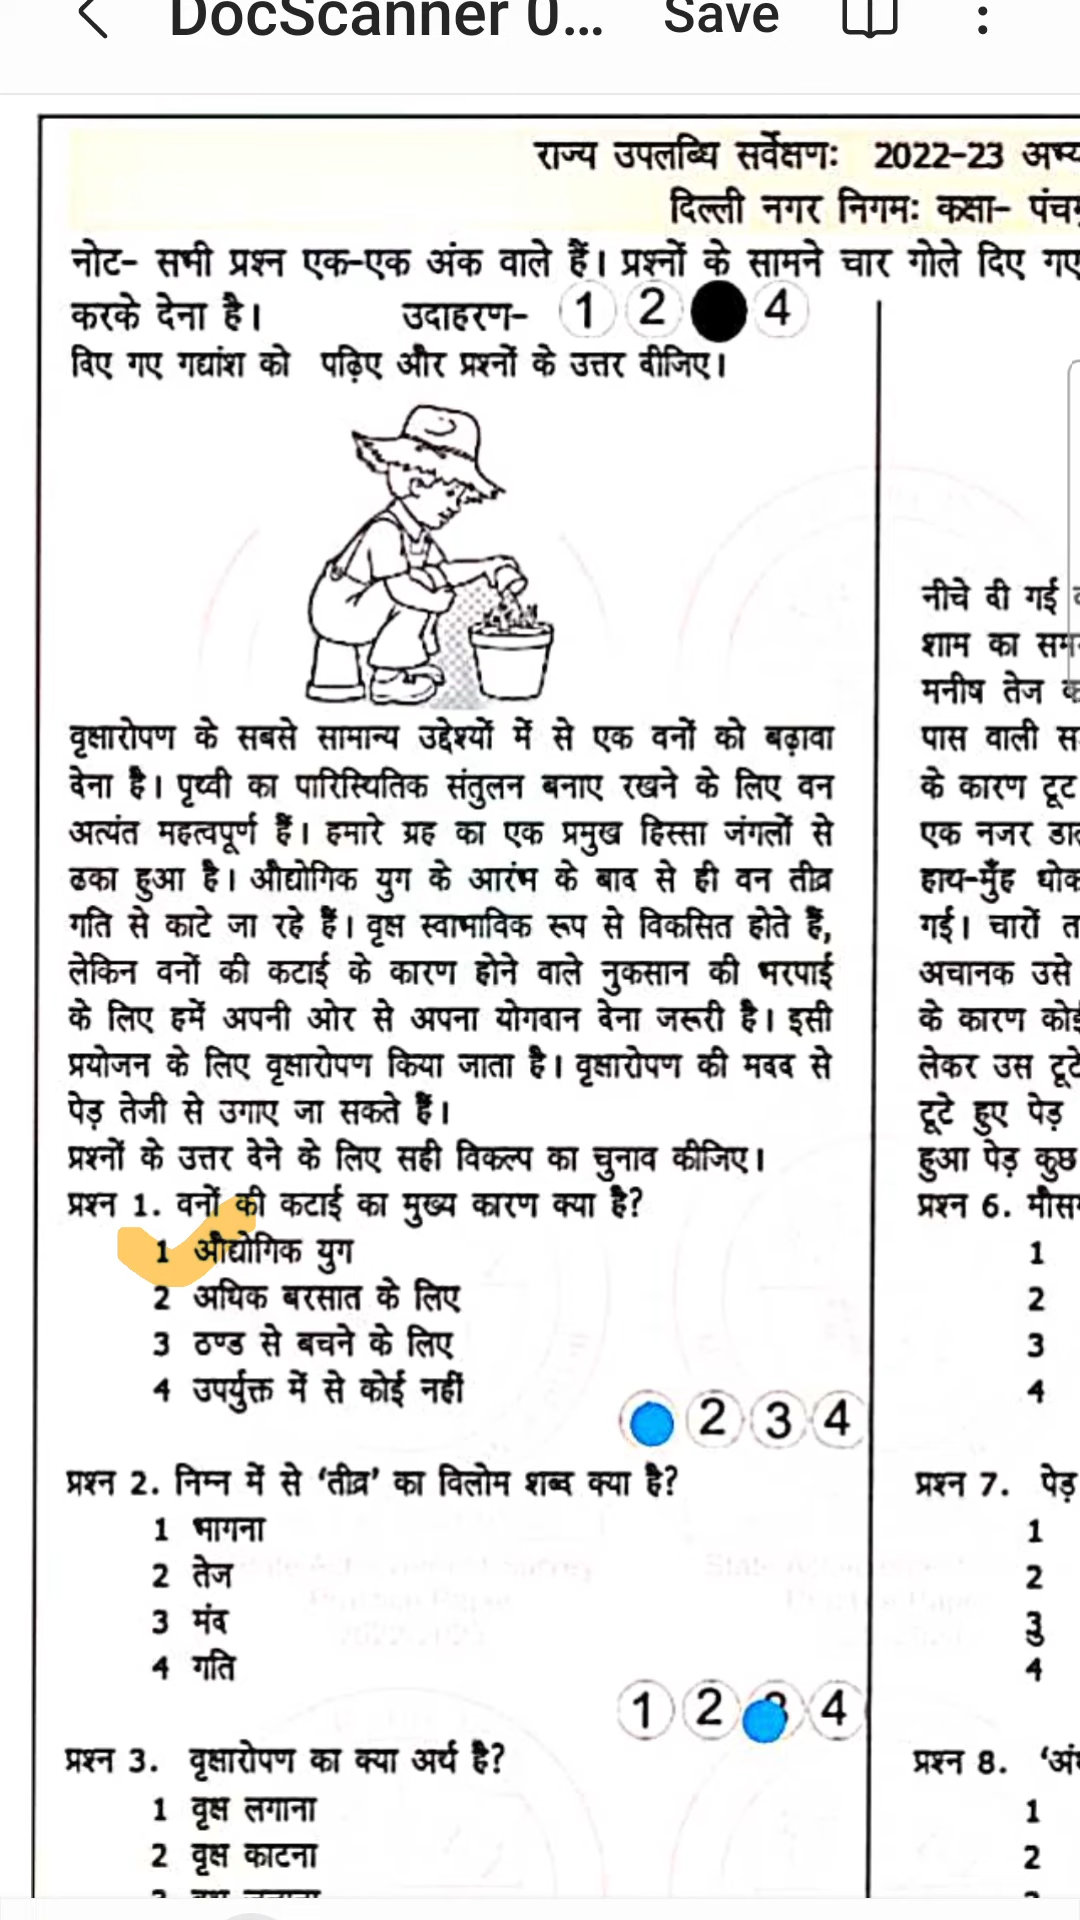 DocScanner 0...
Save
राज्य उपलब्धि सर्वेक्षणः 2022-23
दिल्ली नगर निगमः कक्षा-
नोट- सभी प्रश्न एक-एक अंक वाले हैं। प्रश्नों के सामने चार गोले दिए गए
करके देना है। उदाहरण- 1 2 4
दिए गए गद्यांश को पढ़िए और प्रश्नों के उत्तर दीजिए।
वृक्षारोपण के सबसे सामान्य उद्देश्यों में से एक वनों को बढ़ावा
देना है। पृथ्वी का पारिस्थितिक संतुलन बनाए रखने के लिए वन
अत्यंत महत्वपूर्ण हैं। हमारे ग्रह का एक प्रमुख हिस्सा जंगलों से
ढका हुआ है। औद्योगिक युग के आरंभ के बाद से ही वन तीव्र
गति से काटे जा रहे हैं। वृक्ष स्वाभाविक रूप से विकसित होते हैं,
लेकिन वनों की कटाई के कारण होने वाले नुकसान की भरपाई
के लिए हमें अपनी ओर से अपना योगदान देना जरूरी है। इसी
प्रयोजन के लिए वृक्षारोपण किया जाता है। वृक्षारोपण की मदद से
पेड़ तेजी से उगाए जा सकते हैं।
प्रश्नों के उत्तर देने के लिए सही विकल्प का चुनाव कीजिए।
प्रश्न 1. वनों की कटाई का मुख्य कारण क्या है?
1 औद्योगिक युग
2 अधिक बरसात के लिए
3 ठण्ड से बचने के लिए
4 उपर्युक्त में से कोई नहीं
2 3 4
प्रश्न 2. निम्न में से ‘तीव्र’ का विलोम शब्द क्या है?
1 भागना
2 तेज
3 मंद
4 गति
1 2 3 4
प्रश्न 3. वृक्षारोपण का क्या अर्थ है?
1 वृक्ष लगाना
2 वृक्ष काटना
नीचे दी गई
शाम का
मनीष तेज
पास वाली
के कारण टूट
एक नजर
हाथ-मुँह
गई। चारों
अचानक उसे
के कारण
लेकर उस
टूटे हुए पेड़
हुआ पेड़ कुछ
प्रश्न 6.
1
2
3
4
प्रश्न 7. पेड़
1
2
3
4
प्रश्न 8.
1
2